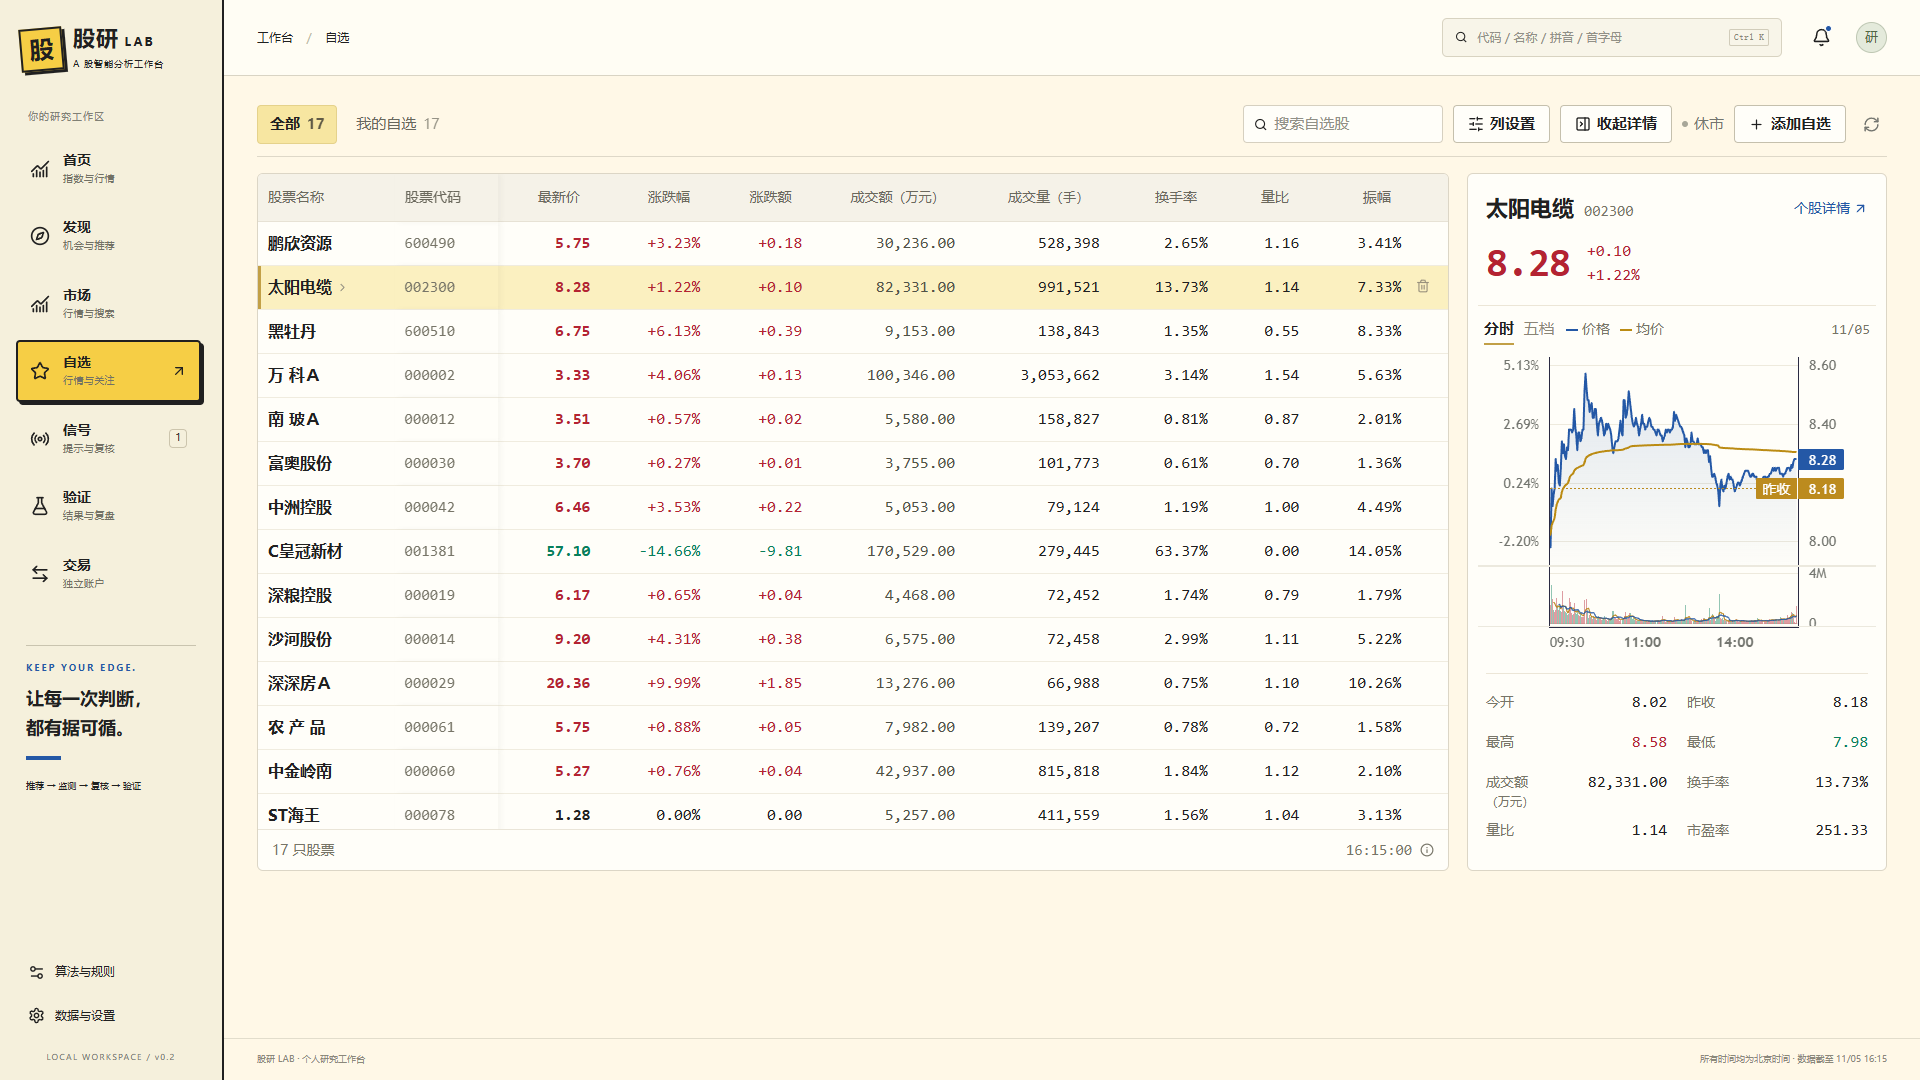 股 股研 LAB
A 股智能分析工作台
你的研究工作区
首页
指数与行情
发现
机会与推荐
市场
行情与搜索
自选
行情与关注
信号
提示与复核
1
验证
结果与复盘
交易
独立账户
KEEP YOUR EDGE.
让每一次判断,
都有据可循。
推荐 → 监测 → 复核 → 验证
算法与规则
数据与设置
LOCAL WORKSPACE / v0.2
工作台 / 自选
代码 / 名称 / 拼音 / 首字母 Ctrl K
研
全部 17 我的自选 17
搜索自选股 列设置 收起详情 休市 添加自选
股票名称 股票代码 最新价 涨跌幅 涨跌额 成交额 (万元) 成交量 (手) 换手率 量比 振幅
鹏欣资源 600490 5.75 +3.23% +0.18 30,236.00 528,398 2.65% 1.16 3.41%
太阳电缆 002300 8.28 +1.22% +0.10 82,331.00 991,521 13.73% 1.14 7.33%
黑牡丹 600510 6.75 +6.13% +0.39 9,153.00 138,843 1.35% 0.55 8.33%
万 科A 000002 3.33 +4.06% +0.13 100,346.00 3,053,662 3.14% 1.54 5.63%
南 玻A 000012 3.51 +0.57% +0.02 5,580.00 158,827 0.81% 0.87 2.01%
富奥股份 000030 3.70 +0.27% +0.01 3,755.00 101,773 0.61% 0.70 1.36%
中洲控股 000042 6.46 +3.53% +0.22 5,053.00 79,124 1.19% 1.00 4.49%
C皇冠新材 001381 57.10 -14.66% -9.81 170,529.00 279,445 63.37% 0.00 14.05%
深粮控股 000019 6.17 +0.65% +0.04 4,468.00 72,452 1.74% 0.79 1.79%
沙河股份 000014 9.20 +4.31% +0.38 6,575.00 72,458 2.99% 1.11 5.22%
深深房A 000029 20.36 +9.99% +1.85 13,276.00 66,988 0.75% 1.10 10.26%
农 产 品 000061 5.75 +0.88% +0.05 7,982.00 139,207 0.78% 0.72 1.58%
中金岭南 000060 5.27 +0.76% +0.04 42,937.00 815,818 1.84% 1.12 2.10%
ST海王 000078 1.28 0.00% 0.00 5,257.00 411,559 1.56% 1.04 3.13%
17 只股票 16:15:00
太阳电缆 002300 个股详情
8.28 +0.10
+1.22%
分时 五档 价格 均价 11/05
5.13% 8.60
2.69% 8.40
8.28
0.24% 昨收 8.18
-2.20% 8.00
4M
0
09:30 11:00 14:00
今开 8.02 昨收 8.18
最高 8.58 最低 7.98
成交额 82,331.00 换手率 13.73%
(万元)
量比 1.14 市盈率 251.33
股研 LAB · 个人研究工作台
所有时间均为北京时间 · 数据截至 11/05 16:15